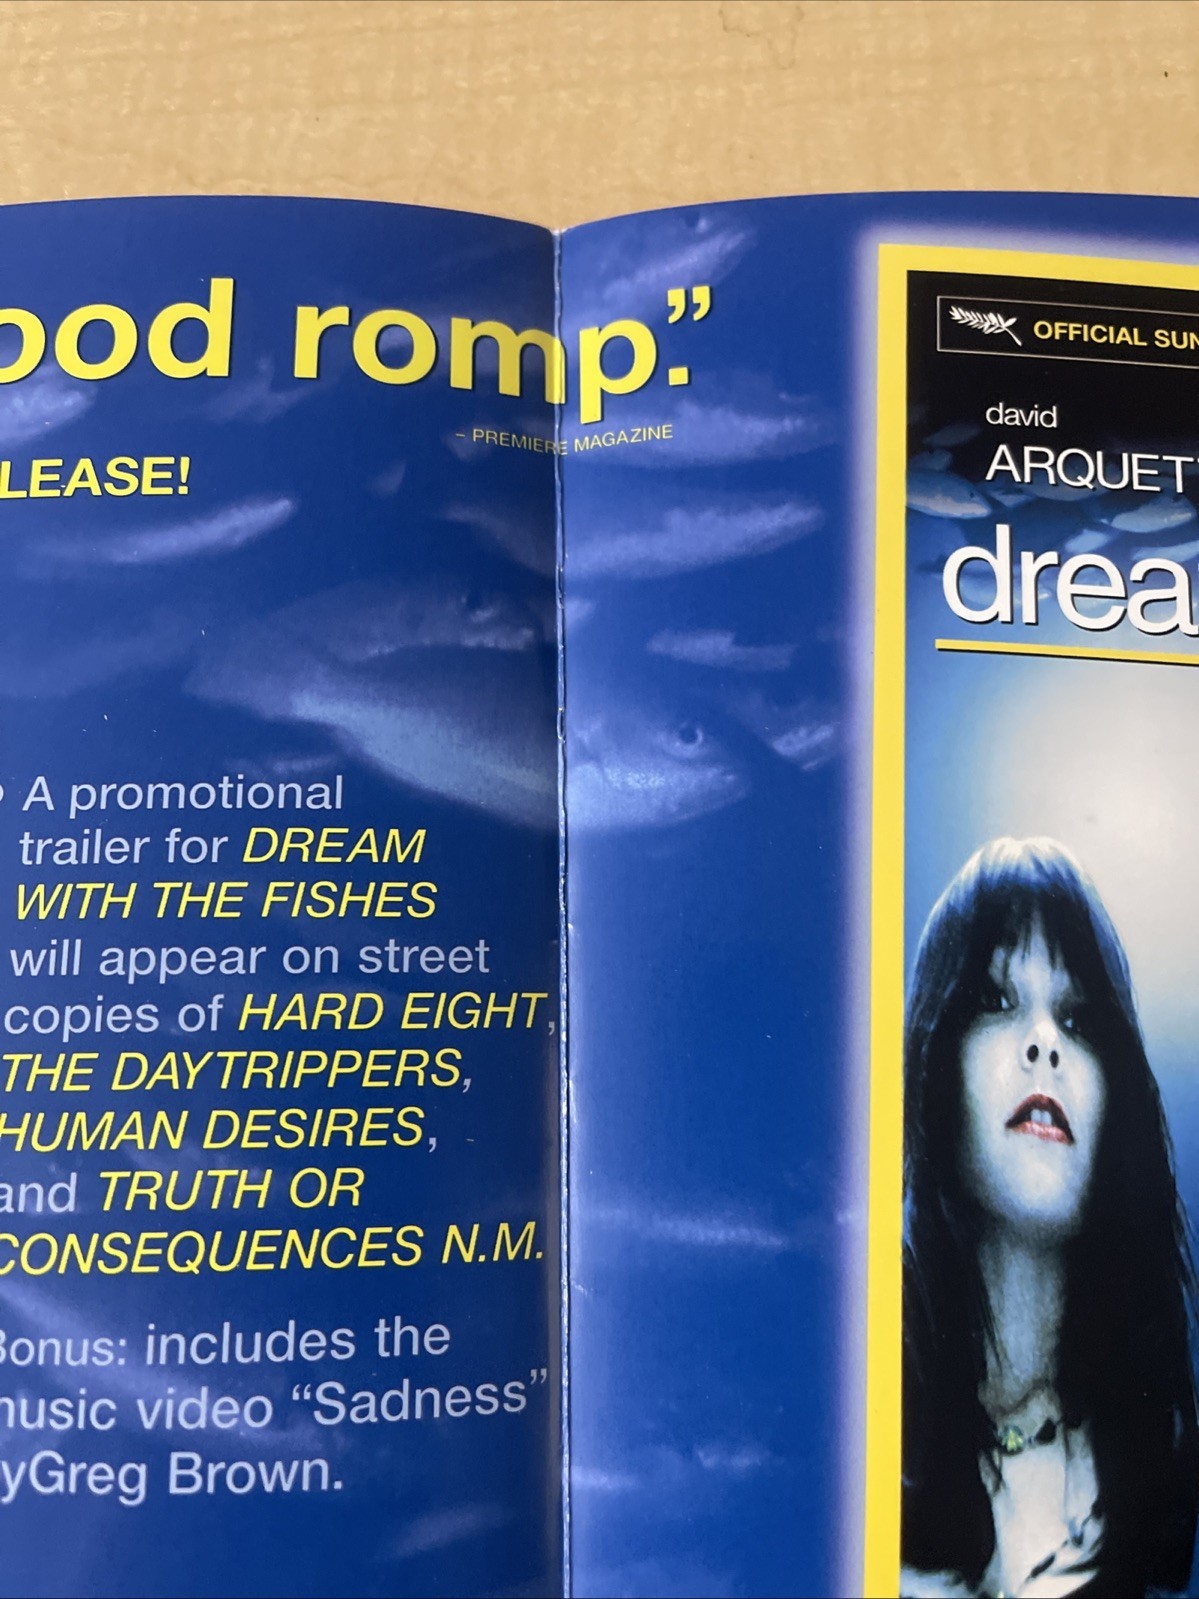 ood romp.”
– PREMIERE MAGAZINE
LEASE!
A promotional
trailer for DREAM
WITH THE FISHES
will appear on street
copies of HARD EIGHT,
THE DAYTRIPPERS,
HUMAN DESIRES,
and TRUTH OR
CONSEQUENCES N.M.
Bonus: includes the
music video “Sadness”
yGreg Brown.
OFFICIAL SUN
david
ARQUET
drea